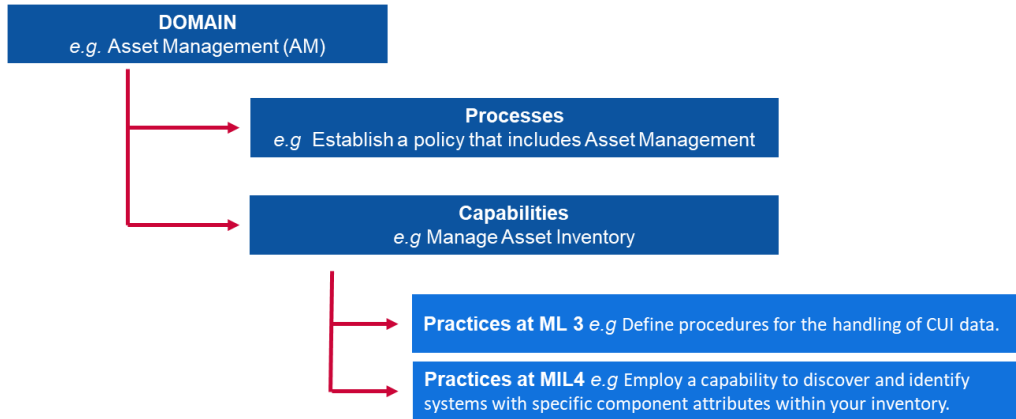 DOMAIN
e.g. Asset Management (AM)
Processes
e.g Establish a policy that includes Asset Management
Capabilities
e.g Manage Asset Inventory
Practices at ML 3 e.g Define procedures for the handling of CUI data.
Practices at MIL4 e.g Employ a capability to discover and identify
systems with specific component attributes within your inventory.